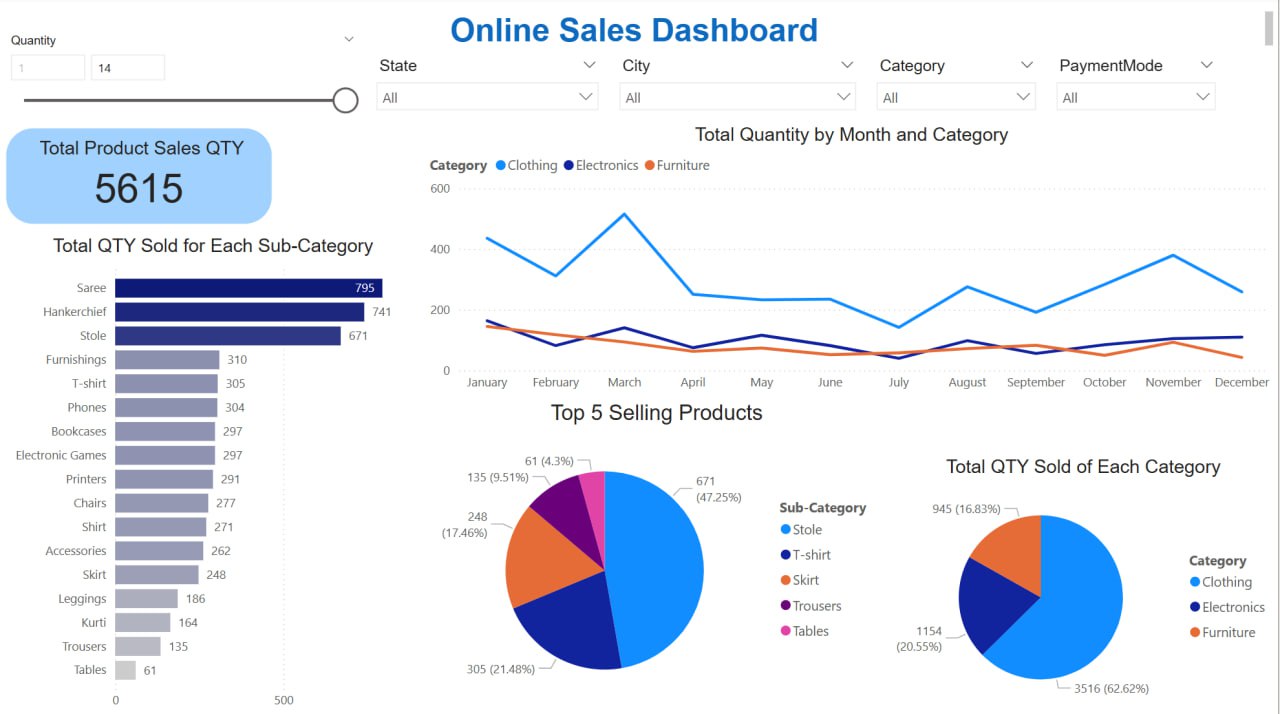 Online Sales Dashboard
Quantity
1
14
State
City
Category
PaymentMode
All
All
All
All
Total Product Sales QTY
5615
Total Quantity by Month and Category
Category Clothing Electronics Furniture
600
400
200
0
January February March April May June July August September October November December
Total QTY Sold for Each Sub-Category
Saree 795
Hankerchief 741
Stole 671
Furnishings 310
T-shirt 305
Phones 304
Bookcases 297
Electronic Games 297
Printers 291
Chairs 277
Shirt 271
Accessories 262
Skirt 248
Leggings 186
Kurti 164
Trousers 135
Tables 61
0 500
Top 5 Selling Products
61 (4.3%)
135 (9.51%)
248
(17.46%)
305 (21.48%)
671
(47.25%)
Sub-Category
Stole
T-shirt
Skirt
Trousers
Tables
Total QTY Sold of Each Category
945 (16.83%)
1154
(20.55%)
3516 (62.62%)
Category
Clothing
Electronics
Furniture